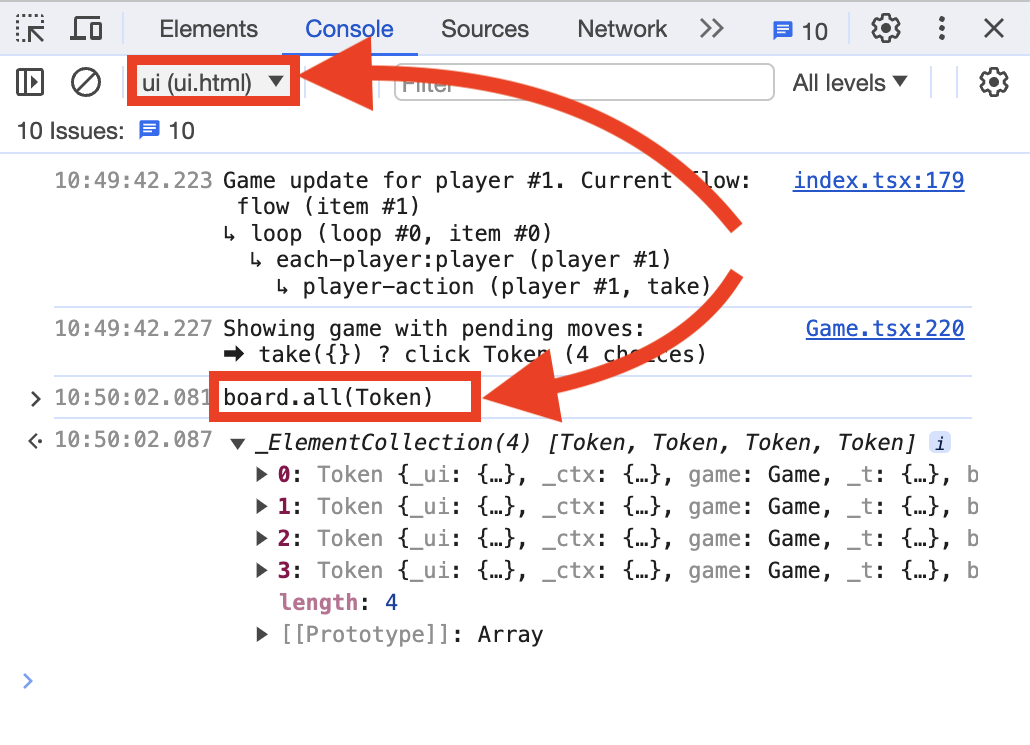 Elements Console Sources Network 10
ui (ui.html) Filter All levels
10 Issues: 10
10:49:42.223 Game update for player #1. Current flow: index.tsx:179
flow (item #1)
↳ loop (loop #0, item #0)
↳ each-player:player (player #1)
↳ player-action (player #1, take)
10:49:42.227 Showing game with pending moves: Game.tsx:220
➡ take({}) ? click Token (4 choices)
10:50:02.081 board.all(Token)
10:50:02.087 ▼ _ElementCollection(4) [Token, Token, Token, Token] i
▶ 0: Token {_ui: {…}, _ctx: {…}, game: Game, _t: {…}, b
▶ 1: Token {_ui: {…}, _ctx: {…}, game: Game, _t: {…}, b
▶ 2: Token {_ui: {…}, _ctx: {…}, game: Game, _t: {…}, b
▶ 3: Token {_ui: {…}, _ctx: {…}, game: Game, _t: {…}, b
length: 4
▶ [[Prototype]]: Array